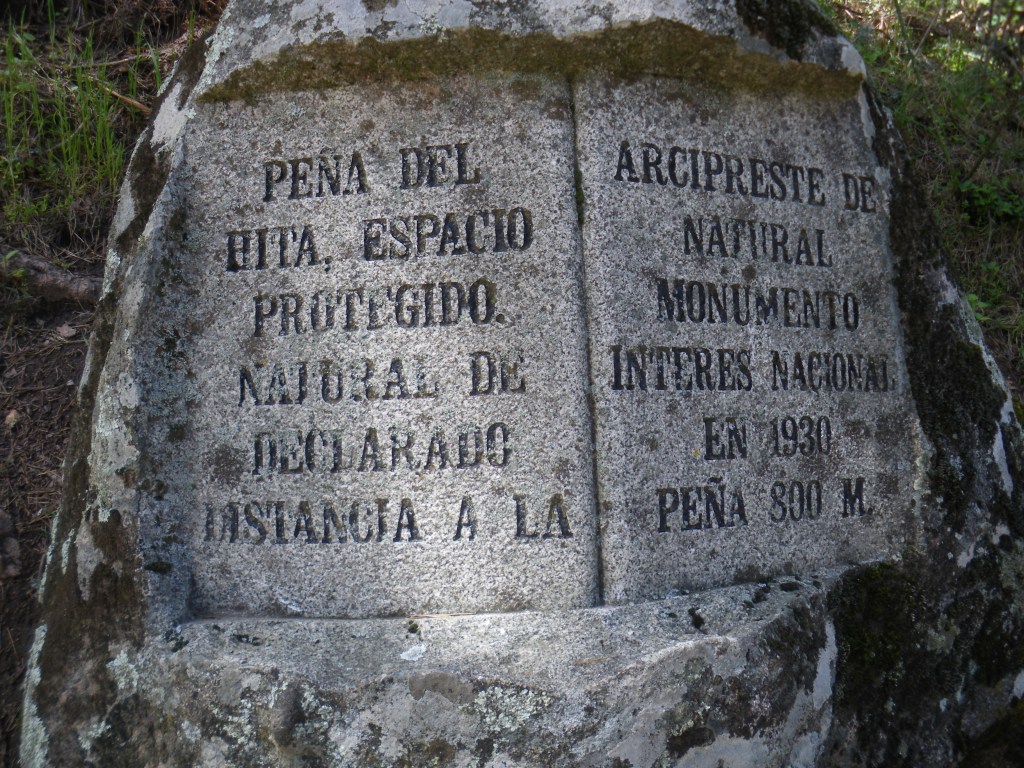 PEÑA DEL ARCIPRESTE DE
HITA, ESPACIO NATURAL
PROTEGIDO. MONUMENTO
NATURAL DE INTERES NACIONAL
DECLARADO EN 1930
DISTANCIA A LA PEÑA 800 M.